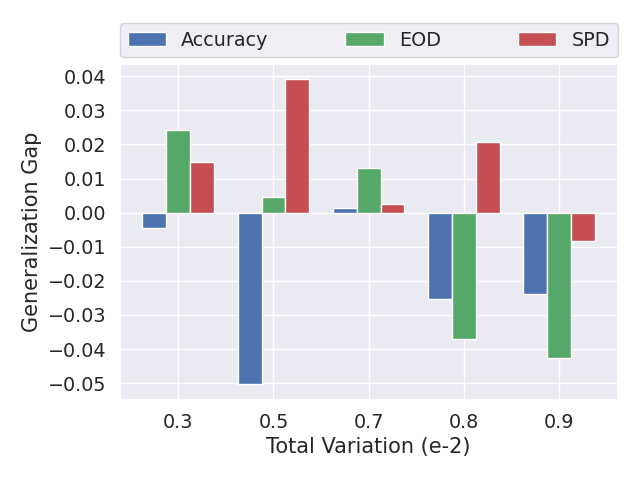 Accuracy EOD SPD
0.04
0.03
0.02
0.01
0.00
−0.01
−0.02
−0.03
−0.04
−0.05
Generalization Gap
0.3 0.5 0.7 0.8 0.9
Total Variation (e-2)